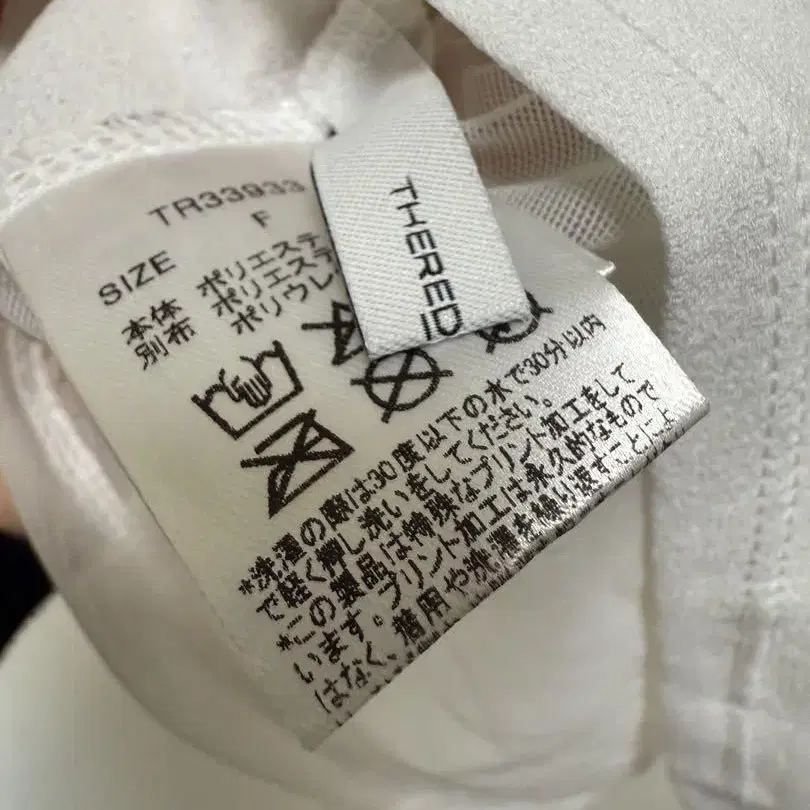 TR33933
SIZE F
本体 ポリエステ
別布 ポリエステ
ポリウレ
THERED
*洗濯の際は30度以下の水で30分以内
で軽く押し洗いをしてください。
*この製品は特殊なプリント加工をして
います。プリント加工は永久的なもので
はなく、着用や洗濯を繰り返すことによ